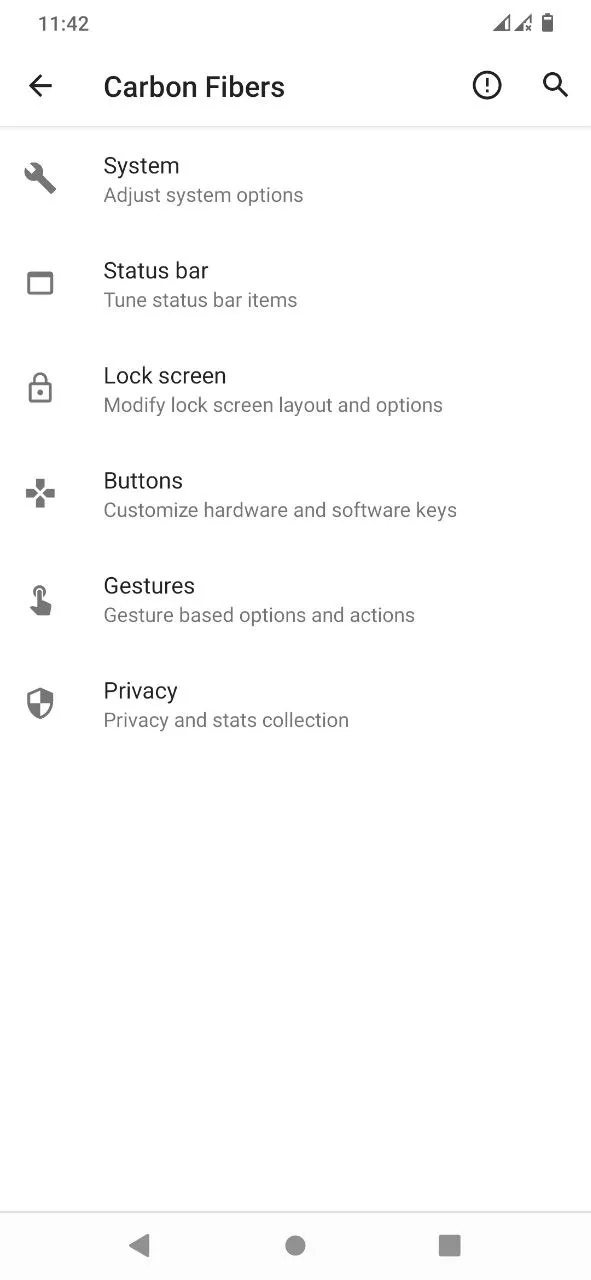 11:42
Carbon Fibers
System
Adjust system options
Status bar
Tune status bar items
Lock screen
Modify lock screen layout and options
Buttons
Customize hardware and software keys
Gestures
Gesture based options and actions
Privacy
Privacy and stats collection